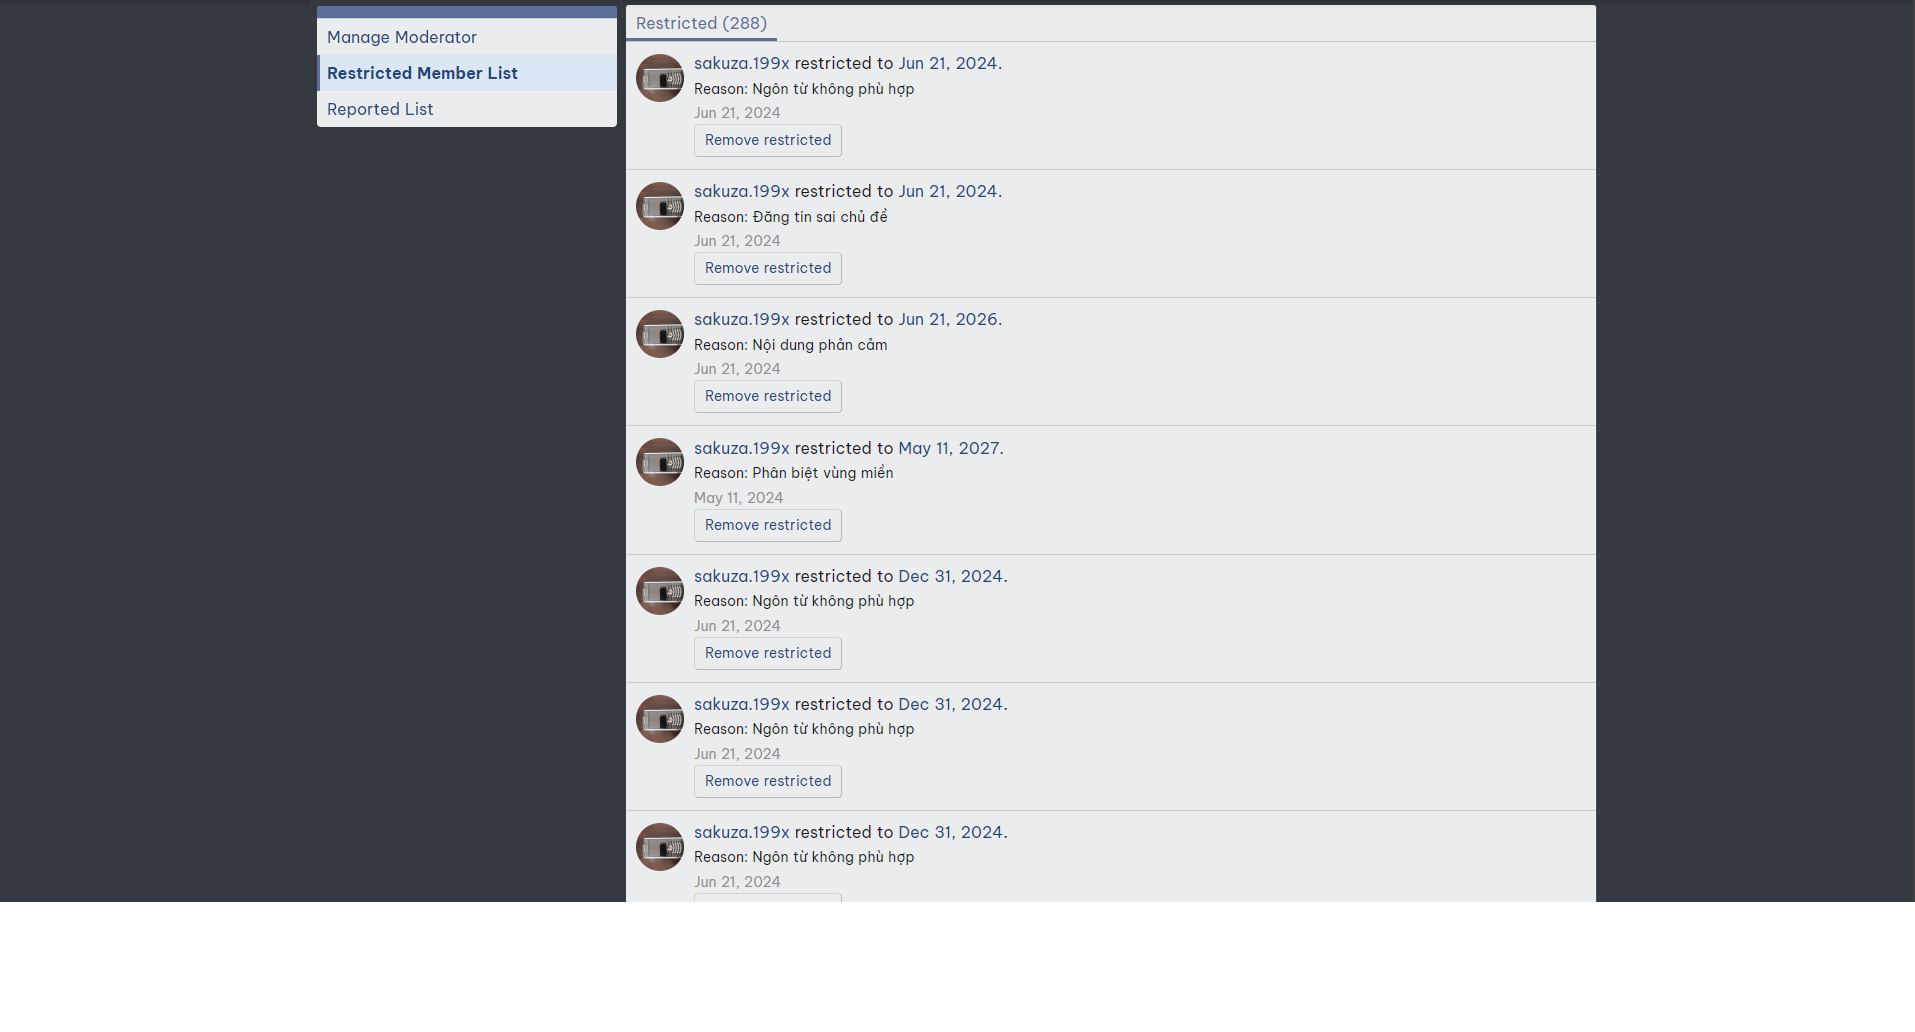 Manage Moderator
Restricted Member List
Reported List
Restricted (288)
sakuza.199x restricted to Jun 21, 2024.
Reason: Ngôn từ không phù hợp
Jun 21, 2024
Remove restricted
sakuza.199x restricted to Jun 21, 2024.
Reason: Đăng tin sai chủ đề
Jun 21, 2024
Remove restricted
sakuza.199x restricted to Jun 21, 2026.
Reason: Nội dung phản cảm
Jun 21, 2024
Remove restricted
sakuza.199x restricted to May 11, 2027.
Reason: Phân biệt vùng miền
May 11, 2024
Remove restricted
sakuza.199x restricted to Dec 31, 2024.
Reason: Ngôn từ không phù hợp
Jun 21, 2024
Remove restricted
sakuza.199x restricted to Dec 31, 2024.
Reason: Ngôn từ không phù hợp
Jun 21, 2024
Remove restricted
sakuza.199x restricted to Dec 31, 2024.
Reason: Ngôn từ không phù hợp
Jun 21, 2024